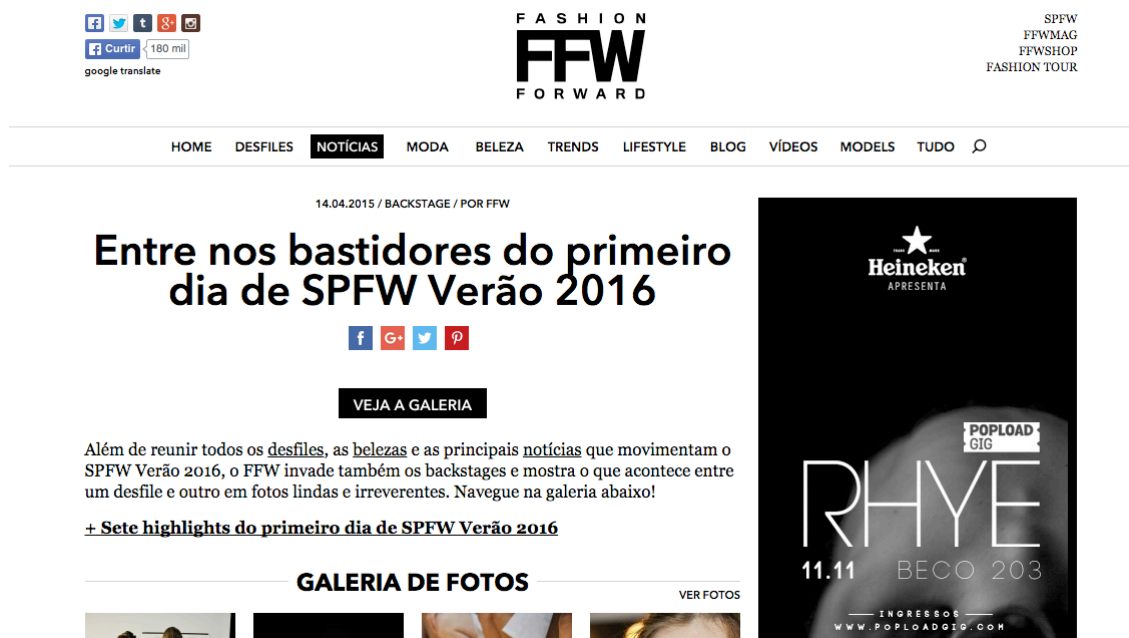 Curtir
180 mil
google translate
FASHION
FFW
FORWARD
SPFW
FFWMAG
FFWSHOP
FASHION TOUR
HOME DESFILES NOTÍCIAS MODA BELEZA TRENDS LIFESTYLE BLOG VÍDEOS MODELS TUDO
14.04.2015 / BACKSTAGE / POR FFW
Entre nos bastidores do primeiro
dia de SPFW Verão 2016
VEJA A GALERIA
Além de reunir todos os desfiles, as belezas e as principais notícias que movimentam o
SPFW Verão 2016, o FFW invade também os backstages e mostra o que acontece entre
um desfile e outro em fotos lindas e irreverentes. Navegue na galeria abaixo!
+ Sete highlights do primeiro dia de SPFW Verão 2016
GALERIA DE FOTOS
VER FOTOS
TRADE MARK
Heineken®
APRESENTA
POPLOAD
GIG
RHYE
11.11 BECO 203
INGRESSOS
WWW.POPLOADGIG.COM